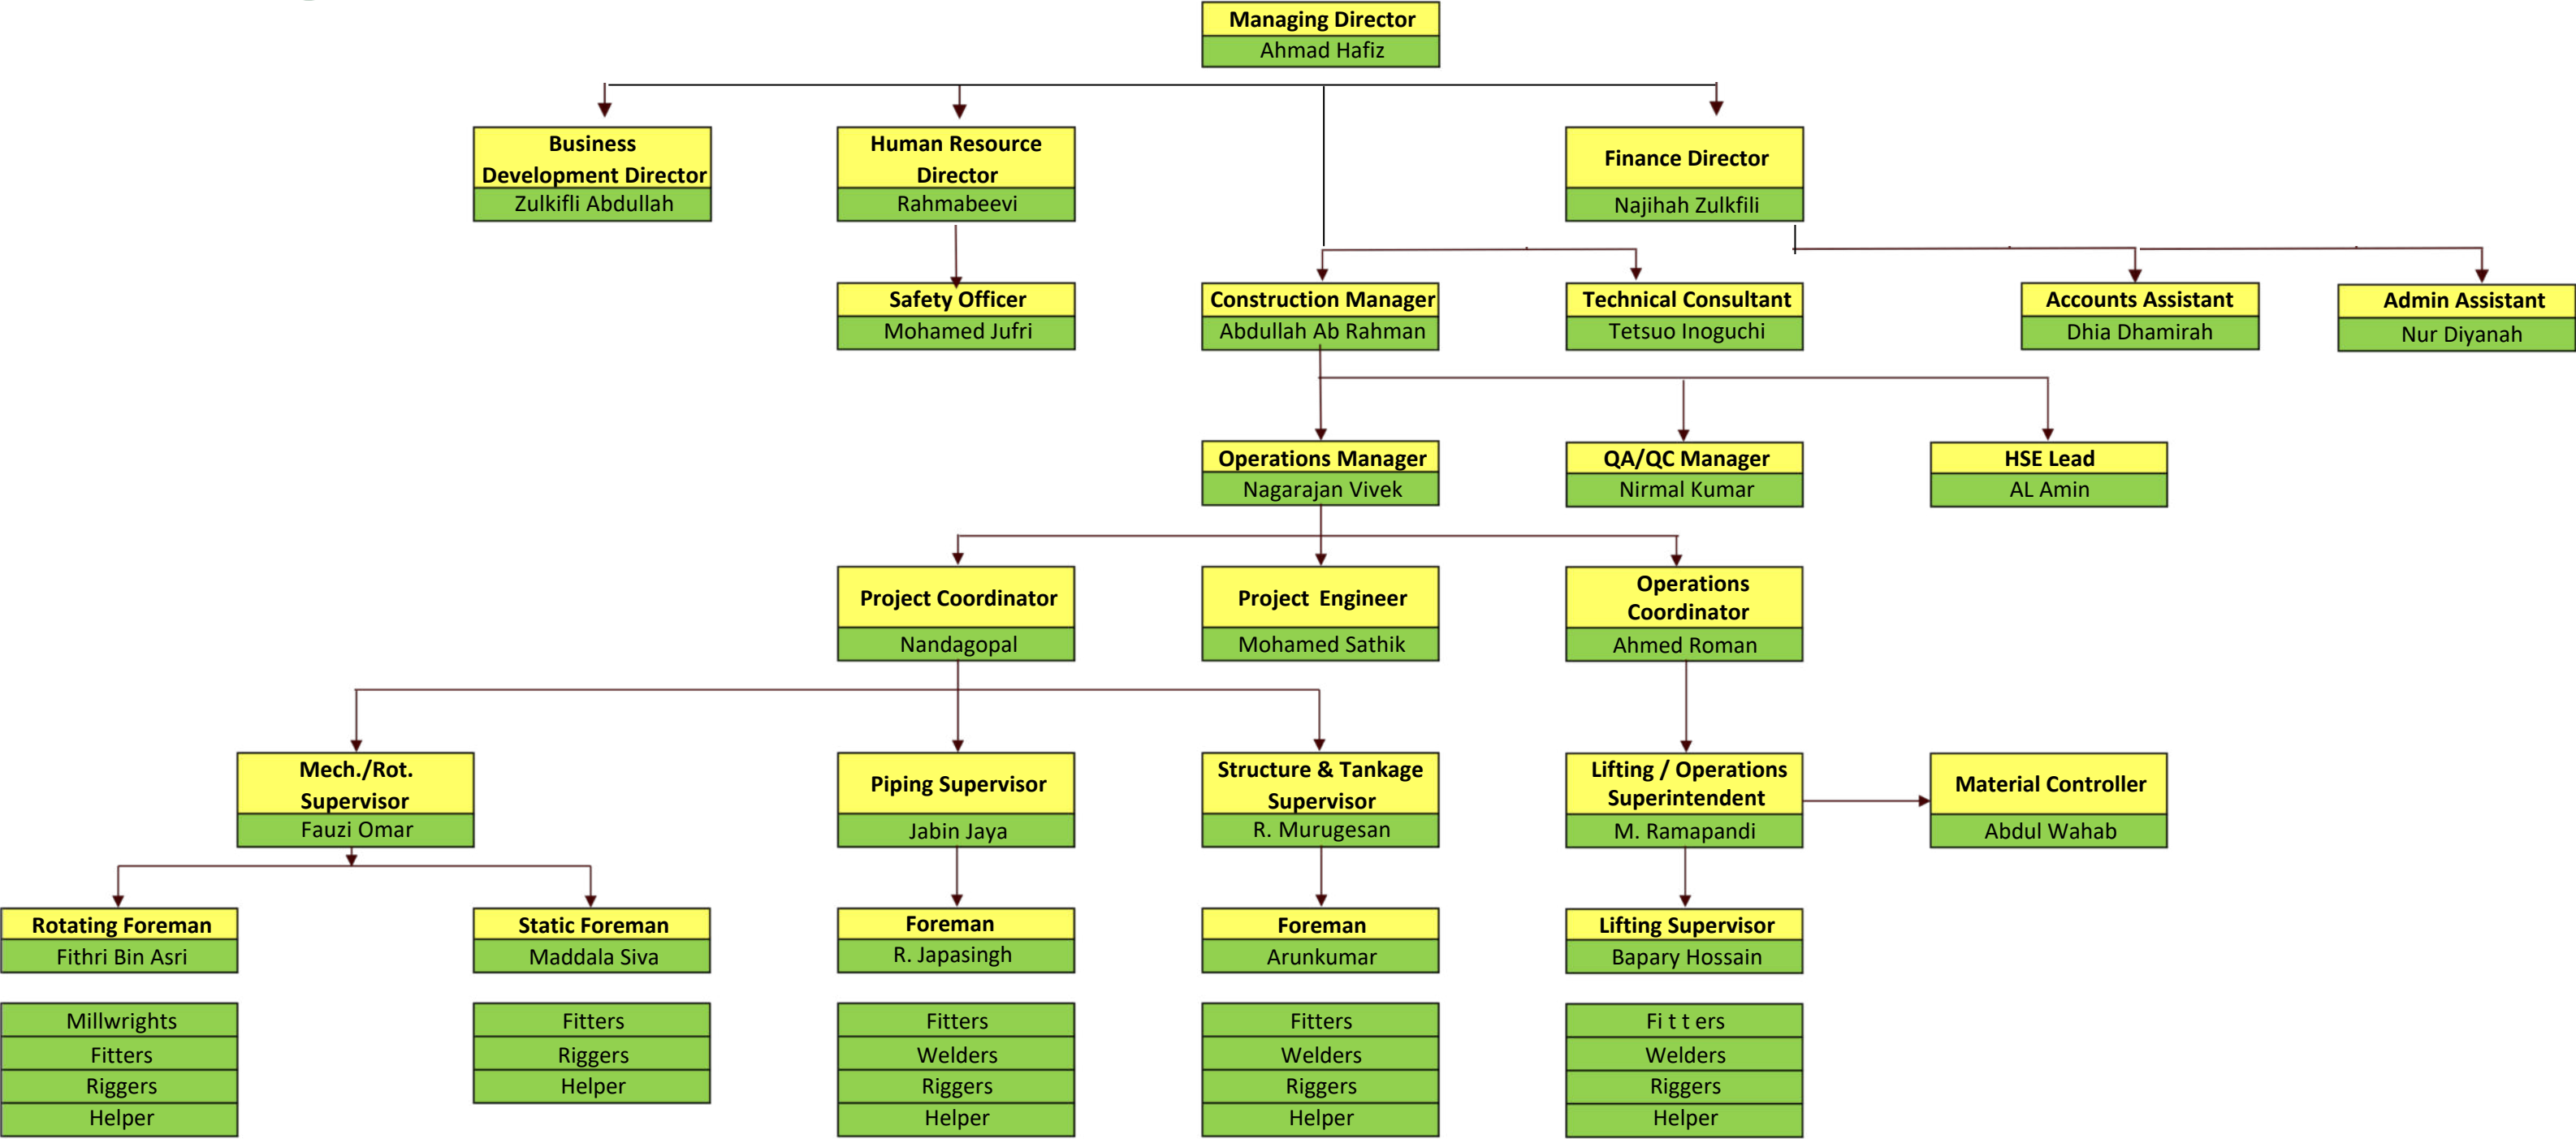 Managing Director
Ahmad Hafiz
Business
Development Director
Zulkifli Abdullah
Human Resource
Director
Rahmabeevi
Finance Director
Najihah Zulkfili
Safety Officer
Mohamed Jufri
Construction Manager
Abdullah Ab Rahman
Technical Consultant
Tetsuo Inoguchi
Accounts Assistant
Dhia Dhamirah
Admin Assistant
Nur Diyanah
Operations Manager
Nagarajan Vivek
QA/QC Manager
Nirmal Kumar
HSE Lead
AL Amin
Project Coordinator
Nandagopal
Project Engineer
Mohamed Sathik
Operations
Coordinator
Ahmed Roman
Mech./Rot.
Supervisor
Fauzi Omar
Piping Supervisor
Jabin Jaya
Structure & Tankage
Supervisor
R. Murugesan
Lifting / Operations
Superintendent
M. Ramapandi
Material Controller
Abdul Wahab
Rotating Foreman
Fithri Bin Asri
Static Foreman
Maddala Siva
Foreman
R. Japasingh
Foreman
Arunkumar
Lifting Supervisor
Bapary Hossain
Millwrights
Fitters
Riggers
Helper
Fitters
Riggers
Helper
Fitters
Welders
Riggers
Helper
Fitters
Welders
Riggers
Helper
Fi t t ers
Welders
Riggers
Helper